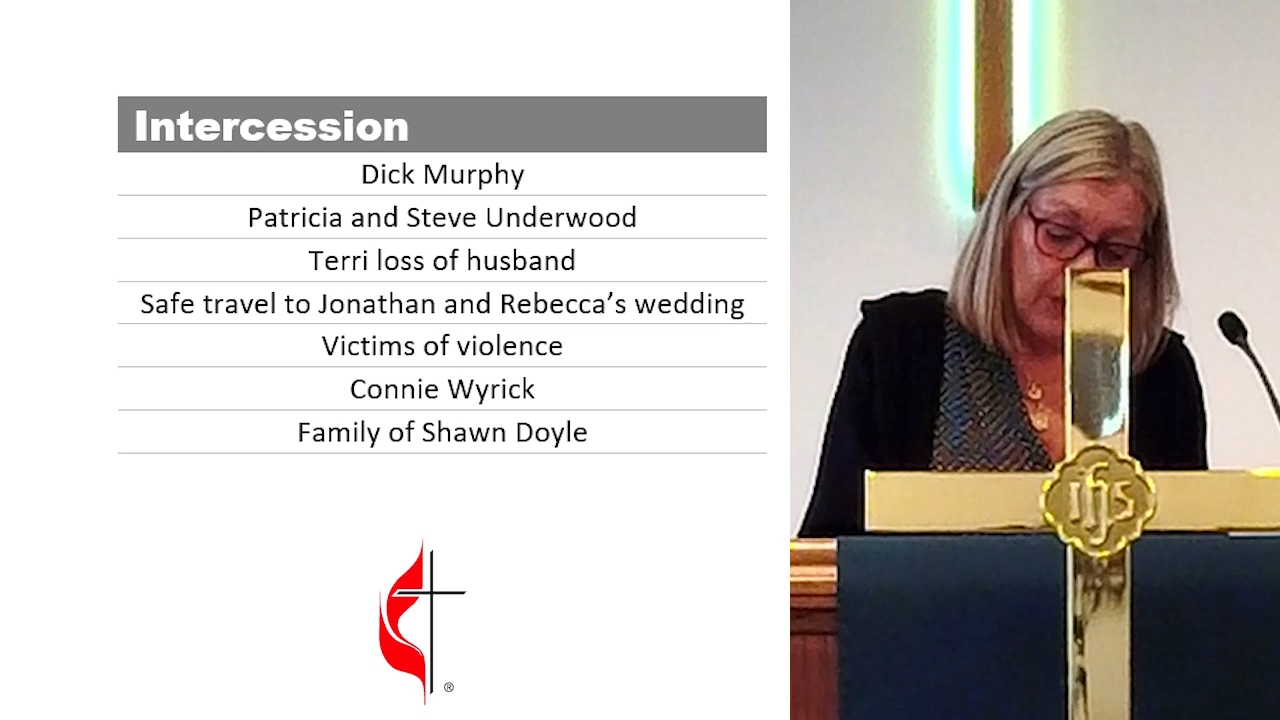 Intercession
Dick Murphy
Patricia and Steve Underwood
Terri loss of husband
Safe travel to Jonathan and Rebecca’s wedding
Victims of violence
Connie Wyrick
Family of Shawn Doyle
®
IHS